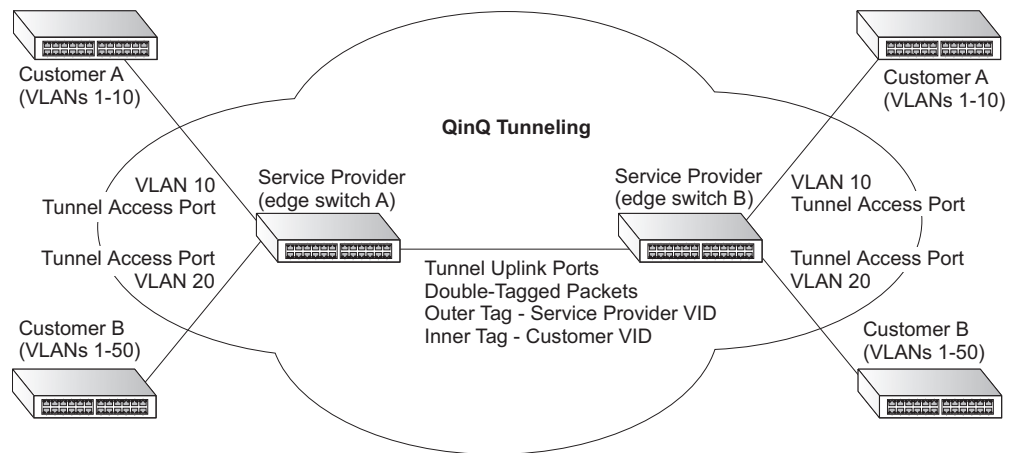 Customer A
(VLANs 1-10)
Customer A
(VLANs 1-10)
QinQ Tunneling
VLAN 10
Tunnel Access Port
Service Provider
(edge switch A)
Service Provider
(edge switch B)
VLAN 10
Tunnel Access Port
Tunnel Access Port
VLAN 20
Tunnel Uplink Ports
Double-Tagged Packets
Outer Tag - Service Provider VID
Inner Tag - Customer VID
Tunnel Access Port
VLAN 20
Customer B
(VLANs 1-50)
Customer B
(VLANs 1-50)